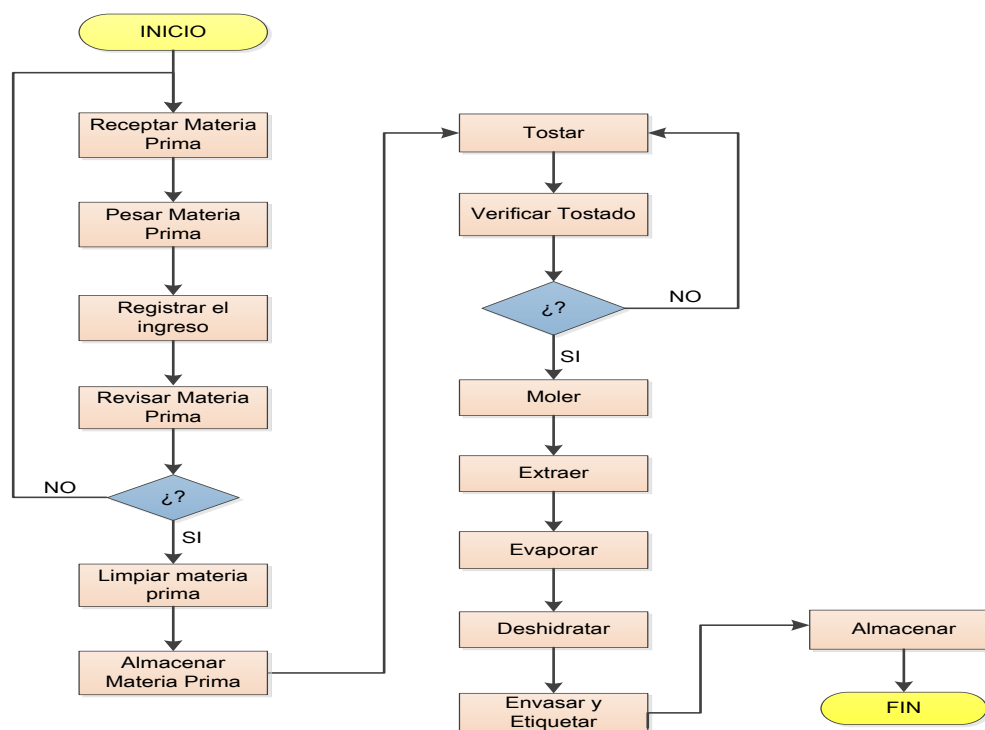 INICIO
Receptar Materia
Prima
Pesar Materia
Prima
Registrar el
ingreso
Revisar Materia
Prima
¿?
NO
SI
Limpiar materia
prima
Almacenar
Materia Prima
Tostar
Verificar Tostado
¿?
NO
SI
Moler
Extraer
Evaporar
Deshidratar
Envasar y
Etiquetar
Almacenar
FIN